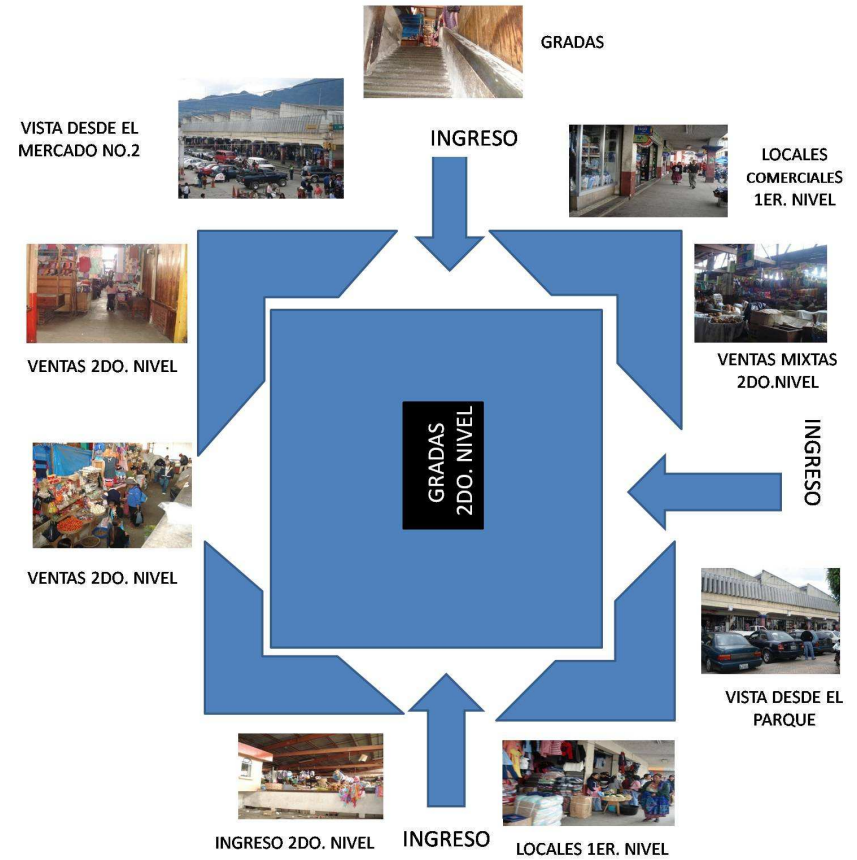 GRADAS
VISTA DESDE EL
MERCADO NO.2
INGRESO
LOCALES
COMERCIALES
1ER. NIVEL
VENTAS 2DO. NIVEL
VENTAS MIXTAS
2DO.NIVEL
GRADAS
2DO. NIVEL
INGRESO
VENTAS 2DO. NIVEL
VISTA DESDE EL
PARQUE
INGRESO 2DO. NIVEL
INGRESO
LOCALES 1ER. NIVEL